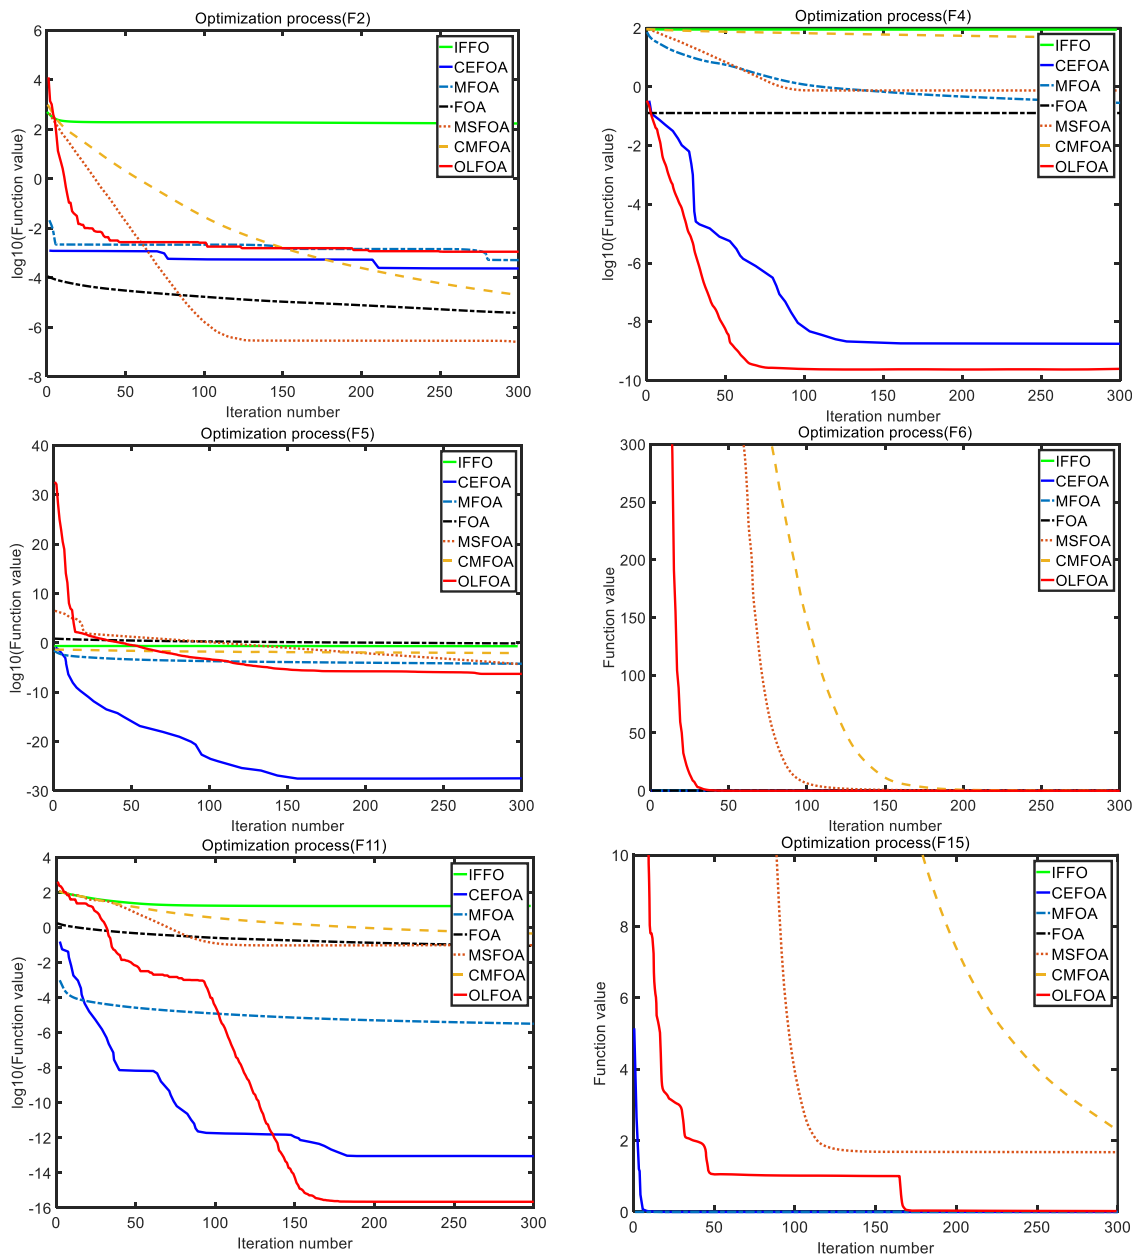 Optimization process(F2)
6
4
2
0
-2
-4
-6
-8
log10(Function value)
0
50
100
150
200
250
300
Iteration number
IFFO
CEFOA
MFOA
FOA
MSFOA
CMFOA
OLFOA
Optimization process(F4)
2
0
-2
-4
-6
-8
-10
log10(Function value)
0
50
100
150
200
250
300
Iteration number
IFFO
CEFOA
MFOA
FOA
MSFOA
CMFOA
OLFOA
Optimization process(F5)
40
30
20
10
0
-10
-20
-30
log10(Function value)
0
50
100
150
200
250
300
Iteration number
IFFO
CEFOA
MFOA
FOA
MSFOA
CMFOA
OLFOA
Optimization process(F6)
300
250
200
150
100
50
0
Function value
0
50
100
150
200
250
300
Iteration number
IFFO
CEFOA
MFOA
FOA
MSFOA
CMFOA
OLFOA
Optimization process(F11)
4
2
0
-2
-4
-6
-8
-10
-12
-14
-16
log10(Function value)
0
50
100
150
200
250
300
Iteration number
IFFO
CEFOA
MFOA
FOA
MSFOA
CMFOA
OLFOA
Optimization process(F15)
10
8
6
4
2
0
Function value
0
50
100
150
200
250
300
Iteration number
IFFO
CEFOA
MFOA
FOA
MSFOA
CMFOA
OLFOA